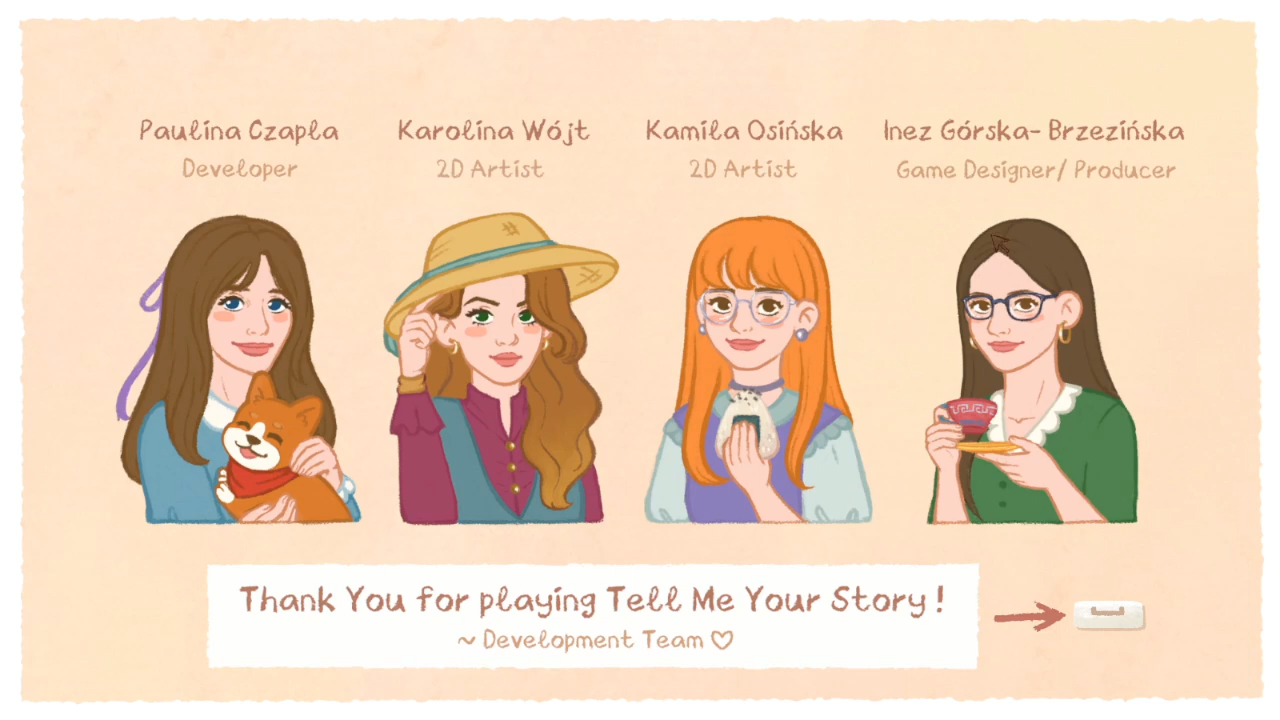 Paulina Czapla
Developer
Karolina Wójt
2D Artist
Kamila Osińska
2D Artist
Inez Górska- Brzezińska
Game Designer/ Producer
Thank You for playing Tell Me Your Story !
~ Development Team ♡